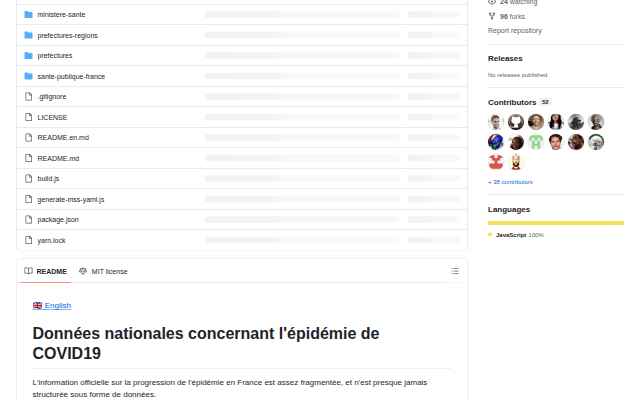 ministere-sante
prefectures-regions
prefectures
sante-publique-france
.gitignore
LICENSE
README.en.md
README.md
build.js
generate-mss-yaml.js
package.json
yarn.lock
README
MIT license
English
Données nationales concernant l'épidémie de
COVID19
L'information officielle sur la progression de l'épidémie en France est assez fragmentée, et n'est presque jamais
structurée sous forme de données.
24 watching
96 forks
Report repository
Releases
No releases published
Contributors 52
+ 38 contributors
Languages
JavaScript 100%